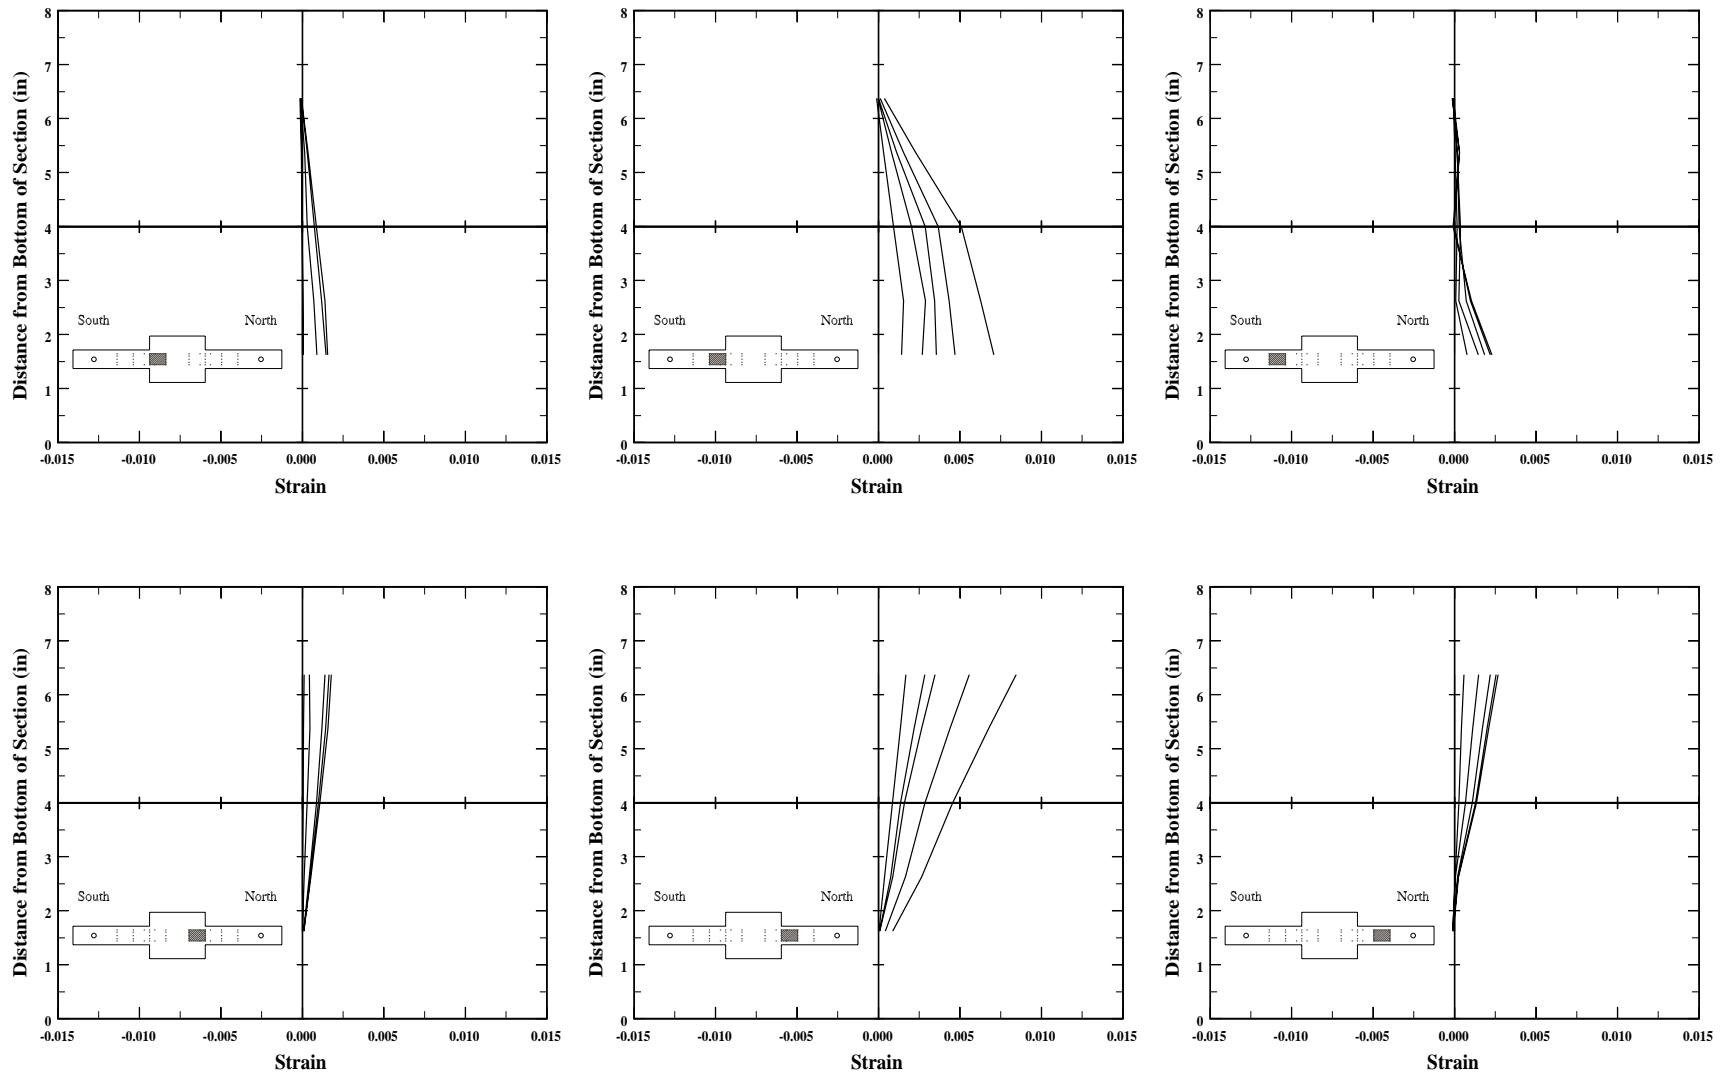 8 8 8
7 7 7
6 6 6
5 5 5
4 4 4
3 3 3
2 2 2
1 1 1
0 0 0
Distance from Bottom of Section (in)
Distance from Bottom of Section (in)
Distance from Bottom of Section (in)
South North South North South North
-0.015 -0.010 -0.005 0.000 0.005 0.010 0.015
-0.015 -0.010 -0.005 0.000 0.005 0.010 0.015
-0.015 -0.010 -0.005 0.000 0.005 0.010 0.015
Strain Strain Strain
8 8 8
7 7 7
6 6 6
5 5 5
4 4 4
3 3 3
2 2 2
1 1 1
0 0 0
Distance from Bottom of Section (in)
Distance from Bottom of Section (in)
Distance from Bottom of Section (in)
South North South North South North
-0.015 -0.010 -0.005 0.000 0.005 0.010 0.015
-0.015 -0.010 -0.005 0.000 0.005 0.010 0.015
-0.015 -0.010 -0.005 0.000 0.005 0.010 0.015
Strain Strain Strain